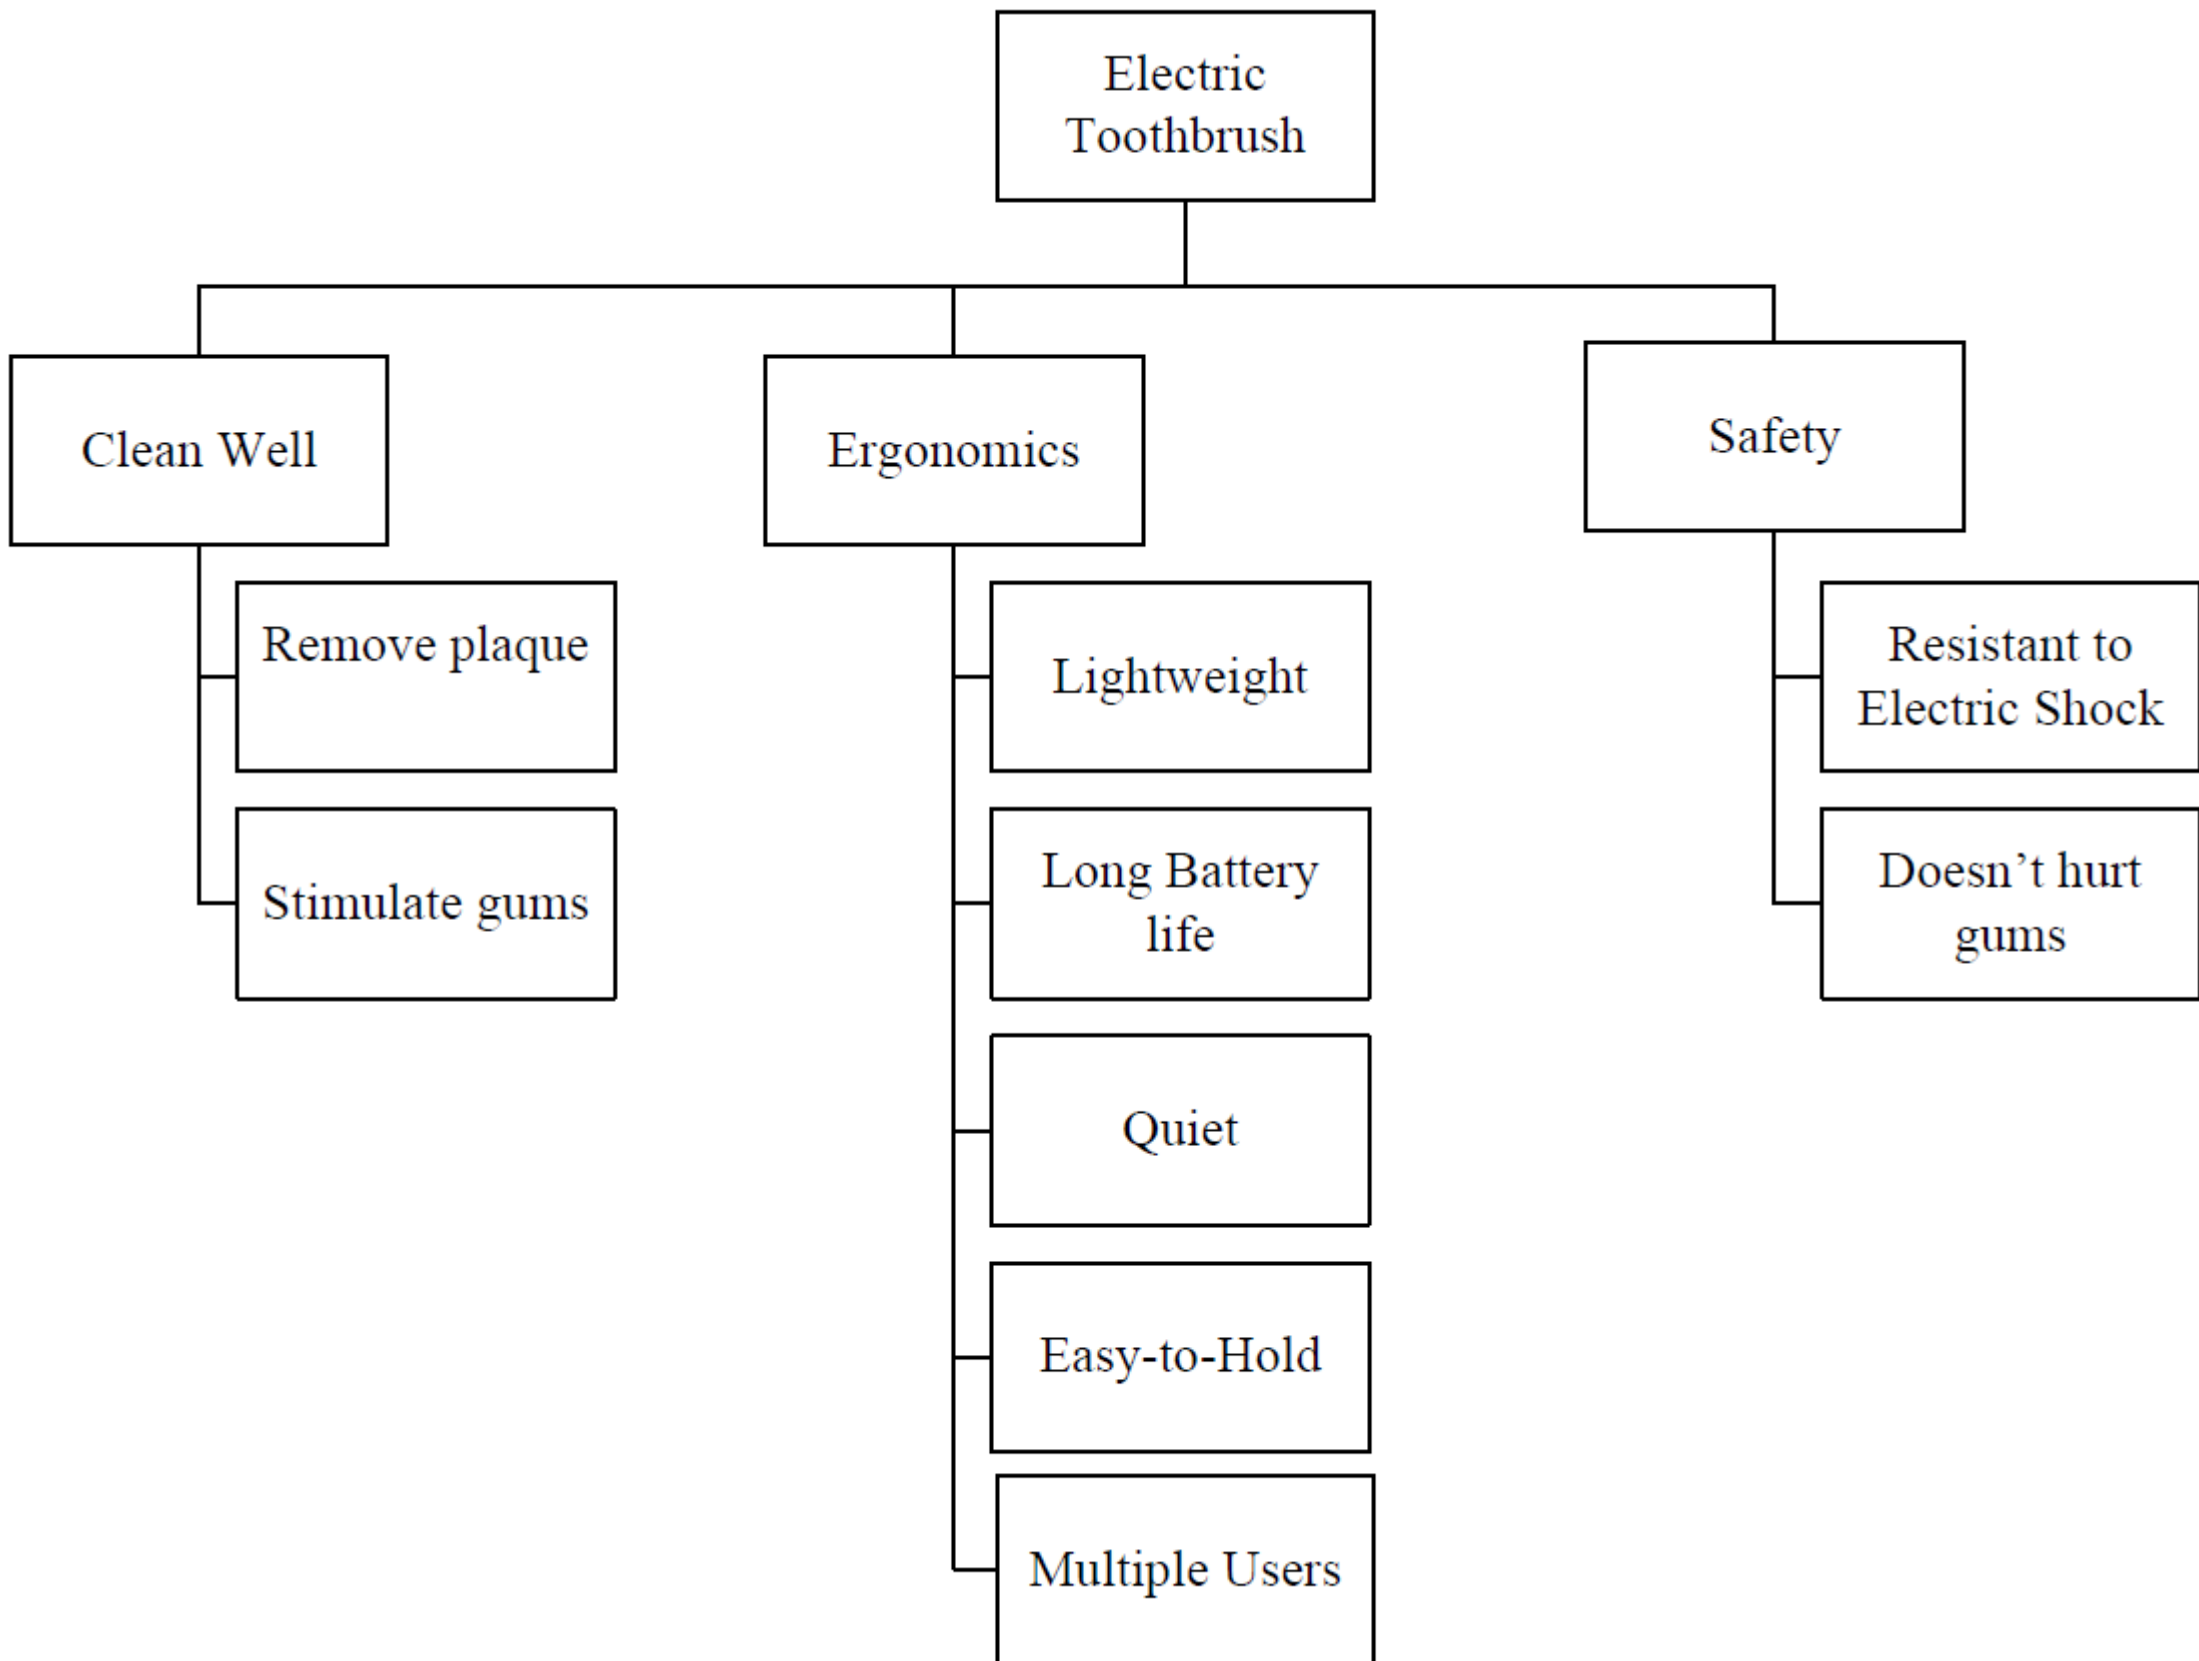 Electric
Toothbrush
Clean Well
Ergonomics
Safety
Remove plaque
Stimulate gums
Lightweight
Long Battery
life
Quiet
Easy-to-Hold
Multiple Users
Resistant to
Electric Shock
Doesn’t hurt
gums